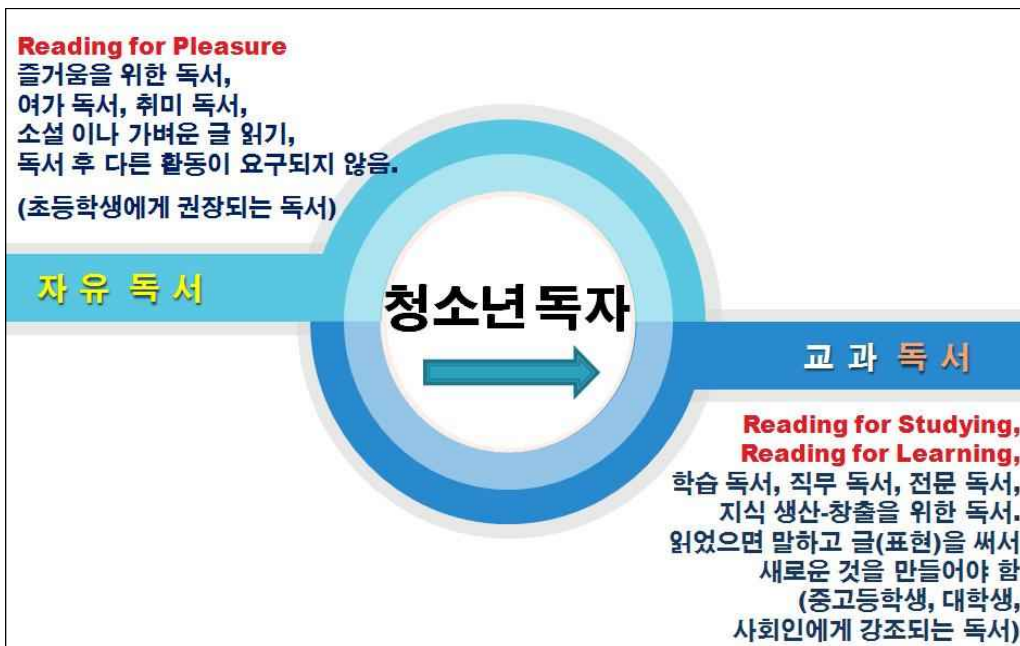 Reading for Pleasure
즐거움을 위한 독서,
여가 독서, 취미 독서,
소설 이나 가벼운 글 읽기,
독서 후 다른 활동이 요구되지 않음.
(초등학생에게 권장되는 독서)
자 유 독 서
청소년 독자
교 과 독 서
Reading for Studying,
Reading for Learning,
학습 독서, 직무 독서, 전문 독서,
지식 생산-창출을 위한 독서.
읽었으면 말하고 글(표현)을 써서
새로운 것을 만들어야 함
(중고등학생, 대학생,
사회인에게 강조되는 독서)